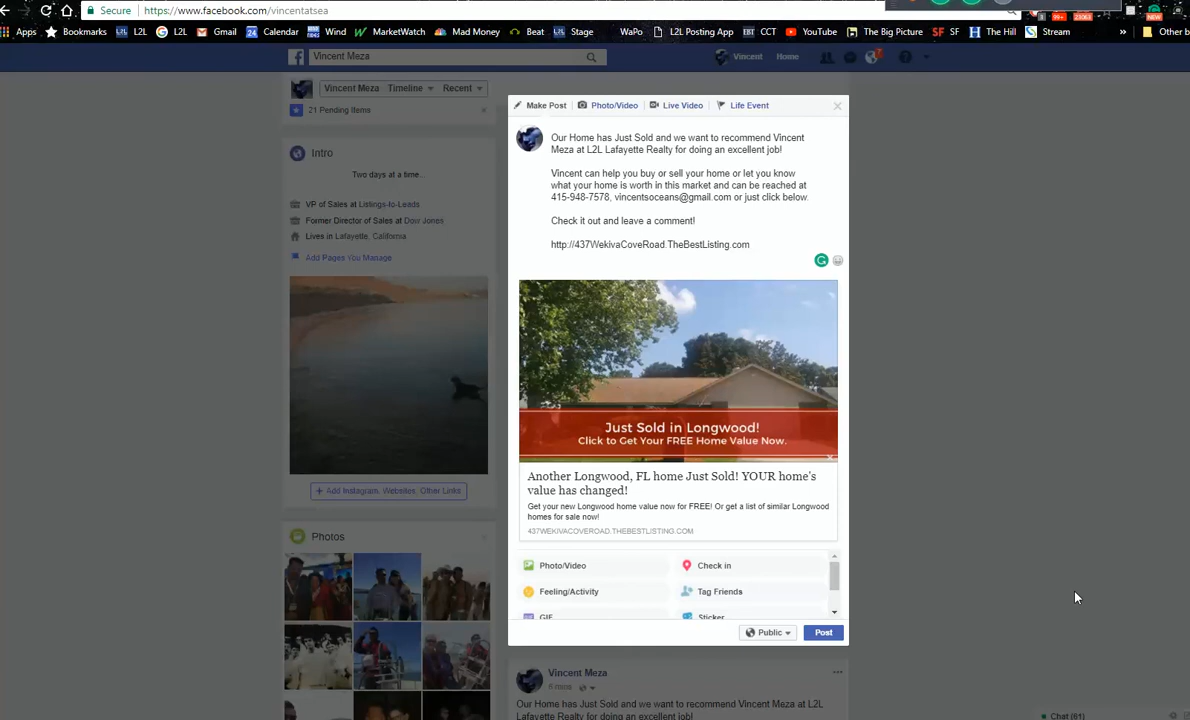 Secure https://www.facebook.com/vincentatsea
3 99+ 21063 NEW
Apps Bookmarks L2L L2L Gmail 24 Calendar Wind MarketWatch Mad Money Beat Stage WaPo L2L Posting App EBT CCT YouTube The Big Picture SF SF The Hill Stream » Other b
Vincent Meza
Vincent Home
Vincent Meza Timeline Recent
21 Pending Items
Intro
Two days at a time...
VP of Sales at Listings-to-Leads
Former Director of Sales at Dow Jones
Lives in Lafayette, California
Add Pages You Manage
+ Add Instagram, Websites, Other Links
Photos
Make Post Photo/Video Live Video Life Event
Our Home has Just Sold and we want to recommend Vincent
Meza at L2L Lafayette Realty for doing an excellent job!
Vincent can help you buy or sell your home or let you know
what your home is worth in this market and can be reached at
415-948-7578, vincentsoceans@gmail.com or just click below.
Check it out and leave a comment!
http://437WekivaCoveRoad.TheBestListing.com
Just Sold in Longwood!
Click to Get Your FREE Home Value Now.
Another Longwood, FL home Just Sold! YOUR home's
value has changed!
Get your new Longwood home value now for FREE! Or get a list of similar Longwood
homes for sale now!
437WEKIVACOVEROAD.THEBESTLISTING.COM
Photo/Video Check in
Feeling/Activity Tag Friends
GIF Sticker
Public Post
Vincent Meza
6 mins
Our Home has Just Sold and we want to recommend Vincent Meza at L2L
Lafayette Realty for doing an excellent job!
Chat (61)